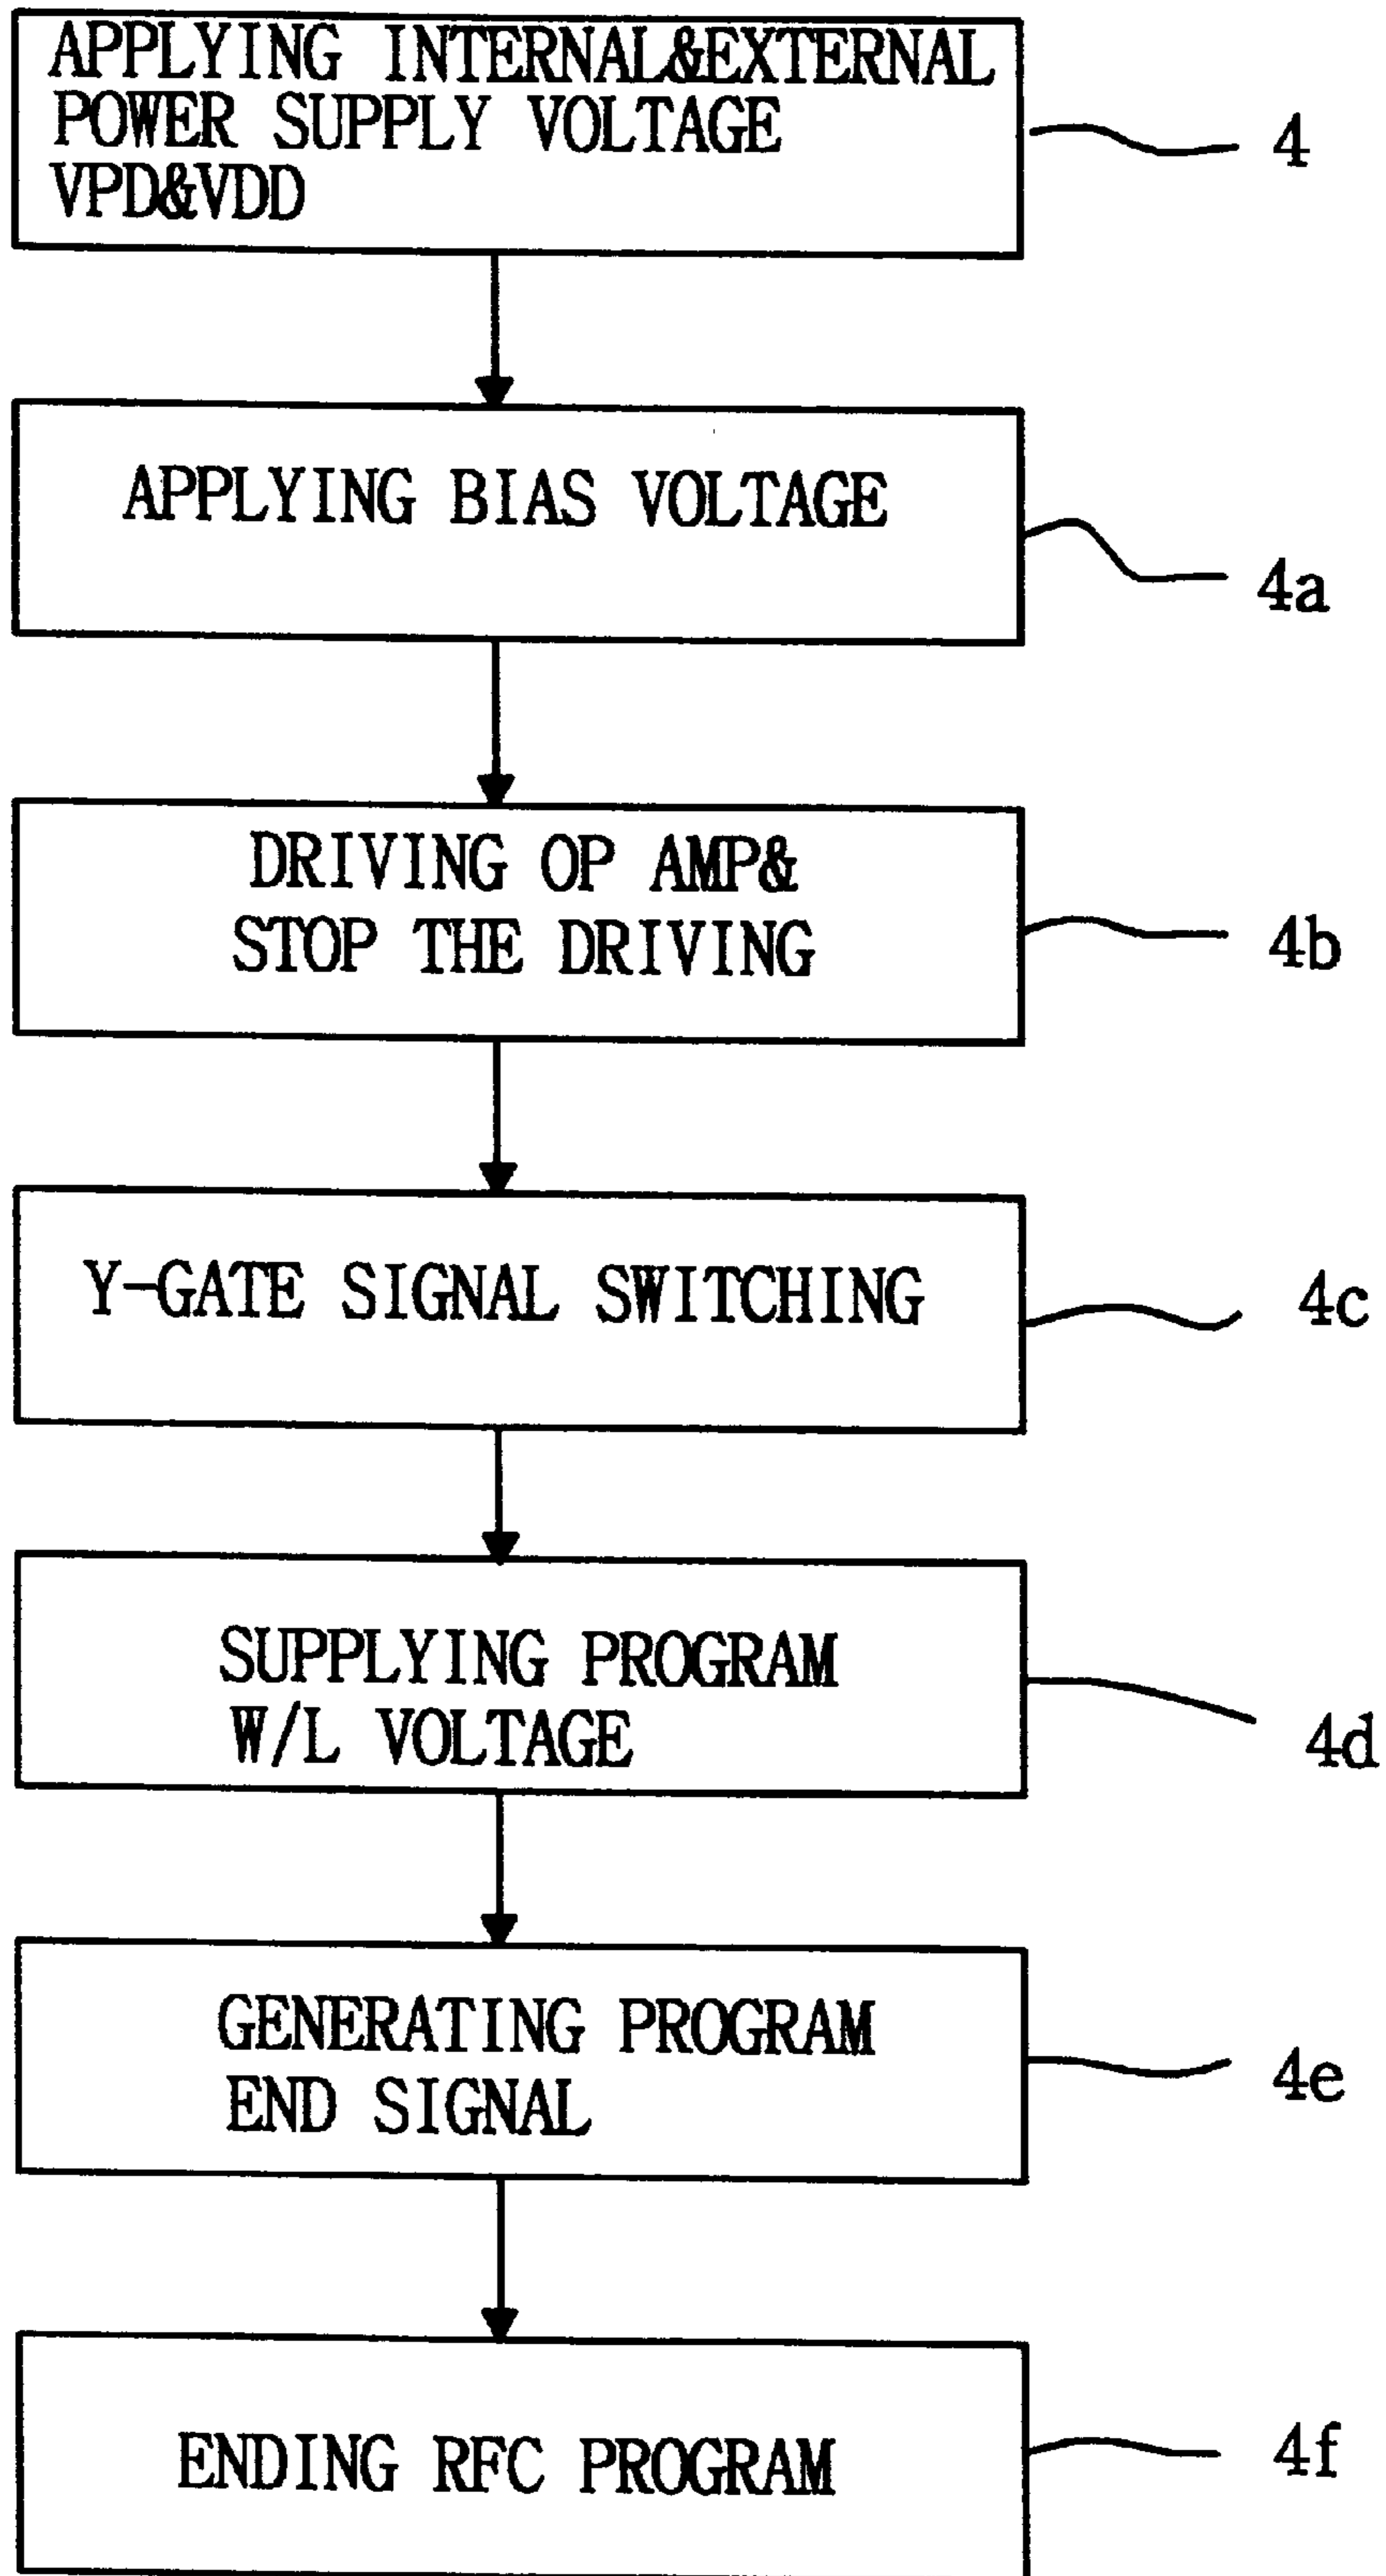 APPLYING INTERNAL&EXTERNAL
POWER SUPPLY VOLTAGE
VPD&VDD
4
APPLYING BIAS VOLTAGE
4a
DRIVING OP AMP&
STOP THE DRIVING
4b
Y-GATE SIGNAL SWITCHING
4c
SUPPLYING PROGRAM
W/L VOLTAGE
4d
GENERATING PROGRAM
END SIGNAL
4e
ENDING RFC PROGRAM
4f